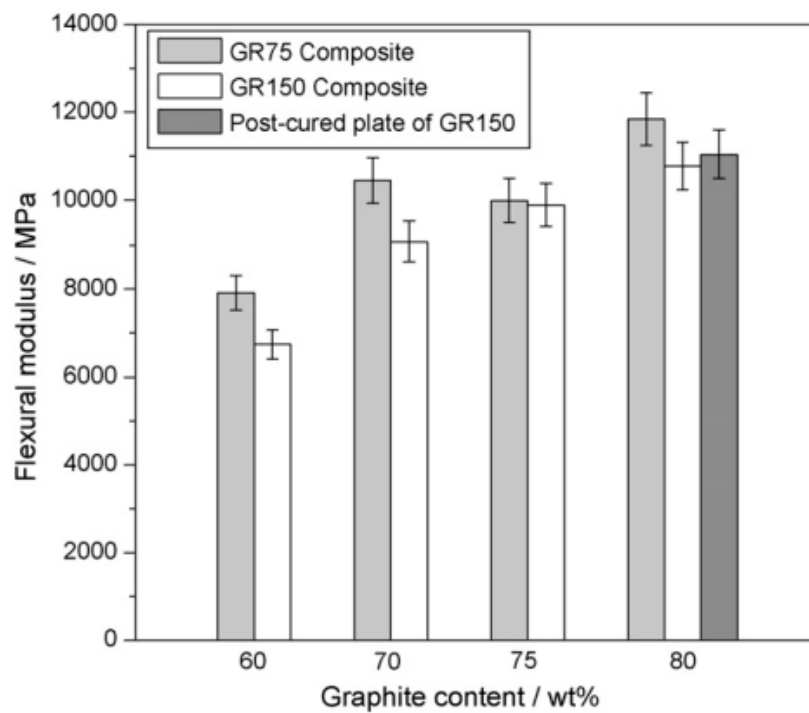 14000
12000
10000
8000
6000
4000
2000
0
Flexural modulus / MPa
GR75 Composite
GR150 Composite
Post-cured plate of GR150
60 70 75 80
Graphite content / wt%